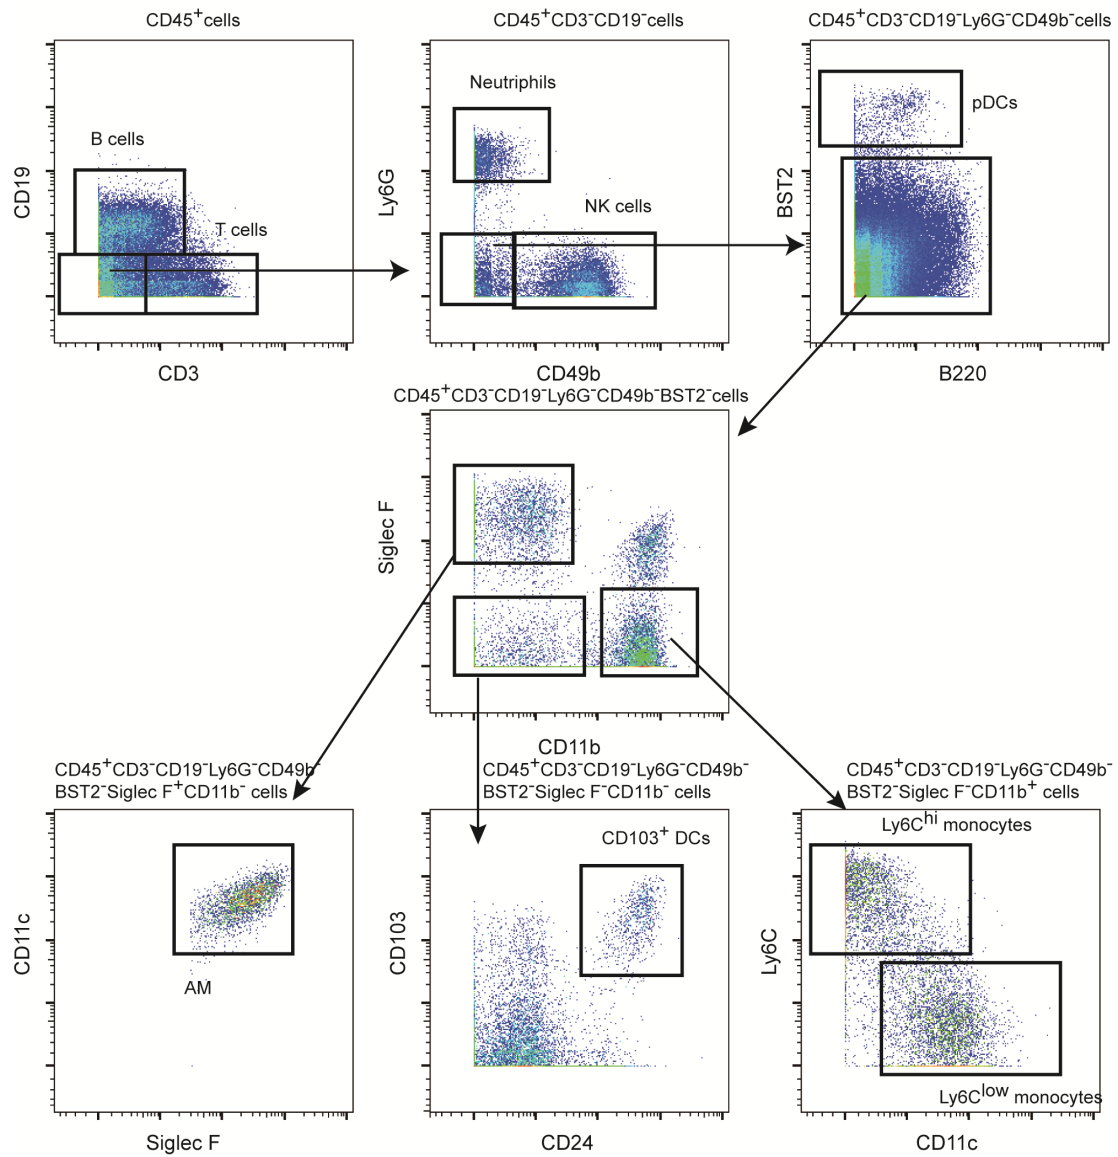 CD45⁺cells
CD45⁺CD3⁻CD19⁻cells
CD45⁺CD3⁻CD19⁻Ly6G⁻CD49b⁻cells
CD19
B cells
T cells
CD3
Ly6G
Neutriphils
NK cells
CD49b
BST2
pDCs
B220
CD45⁺CD3⁻CD19⁻Ly6G⁻CD49b⁻BST2⁻cells
Siglec F
CD11b
CD45⁺CD3⁻CD19⁻Ly6G⁻CD49b⁻
BST2⁻Siglec F⁺CD11b⁻ cells
CD11c
AM
Siglec F
CD45⁺CD3⁻CD19⁻Ly6G⁻CD49b⁻
BST2⁻Siglec F⁻CD11b⁻ cells
CD103⁺ DCs
CD103
CD24
CD45⁺CD3⁻CD19⁻Ly6G⁻CD49b⁻
BST2⁻Siglec F⁻CD11b⁺ cells
Ly6Cʰⁱ monocytes
Ly6C
Ly6Cˡᵒʷ monocytes
CD11c